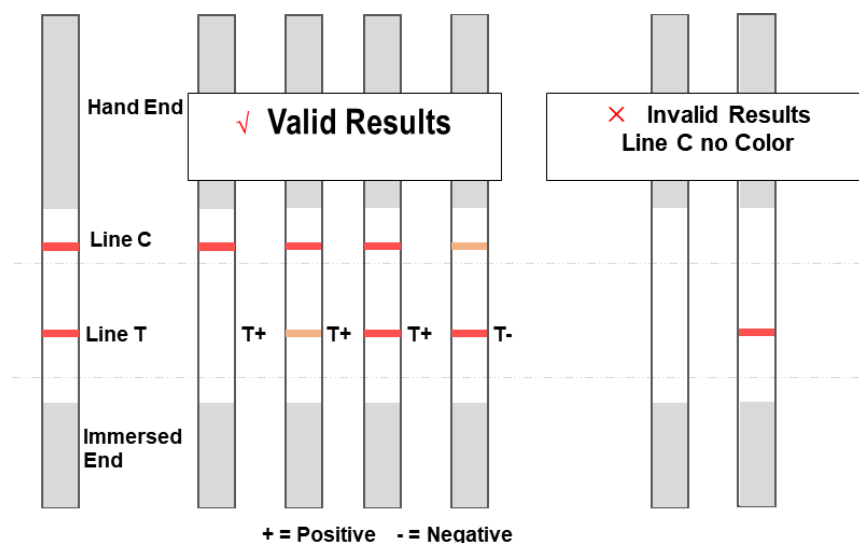 Hand End
√ Valid Results
× Invalid Results
Line C no Color
Line C
Line T
T+
T+
T+
T-
Immersed
End
+ = Positive - = Negative